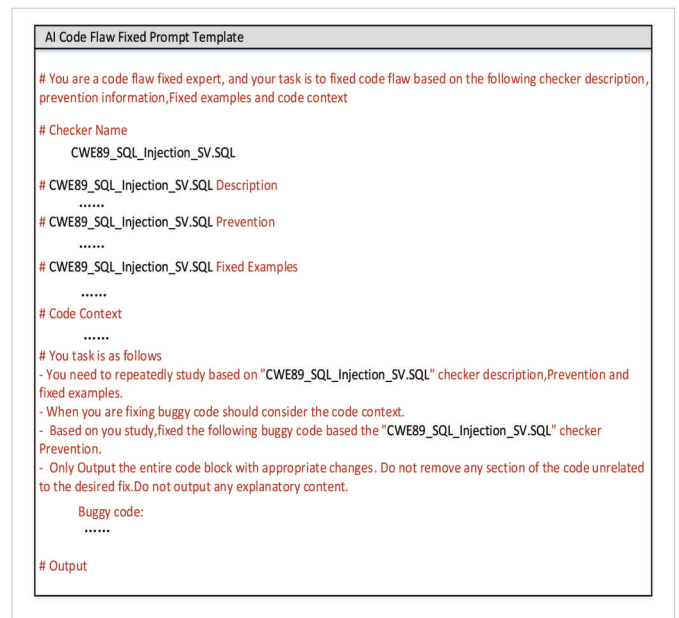 AI Code Flaw Fixed Prompt Template
# You are a code flaw fixed expert, and your task is to fixed code flaw based on the following checker description,
prevention information,Fixed examples and code context
# Checker Name
CWE89_SQL_Injection_SV.SQL
# CWE89_SQL_Injection_SV.SQL Description
......
# CWE89_SQL_Injection_SV.SQL Prevention
......
# CWE89_SQL_Injection_SV.SQL Fixed Examples
......
# Code Context
......
# You task is as follows
- You need to repeatedly study based on "CWE89_SQL_Injection_SV.SQL" checker description,Prevention and
fixed examples.
- When you are fixing buggy code should consider the code context.
- Based on you study,fixed the following buggy code based the "CWE89_SQL_Injection_SV.SQL" checker
Prevention.
- Only Output the entire code block with appropriate changes. Do not remove any section of the code unrelated
to the desired fix.Do not output any explanatory content.
Buggy code:
......
# Output